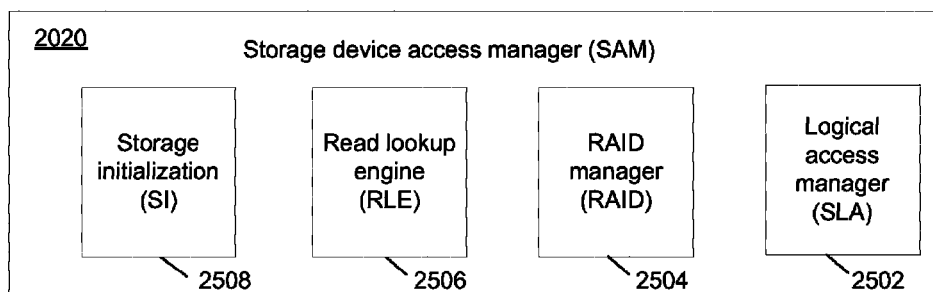 2020
Storage device access manager (SAM)
Storage
initialization
(SI)
2508
Read lookup
engine
(RLE)
2506
RAID
manager
(RAID)
2504
Logical
access
manager
(SLA)
2502